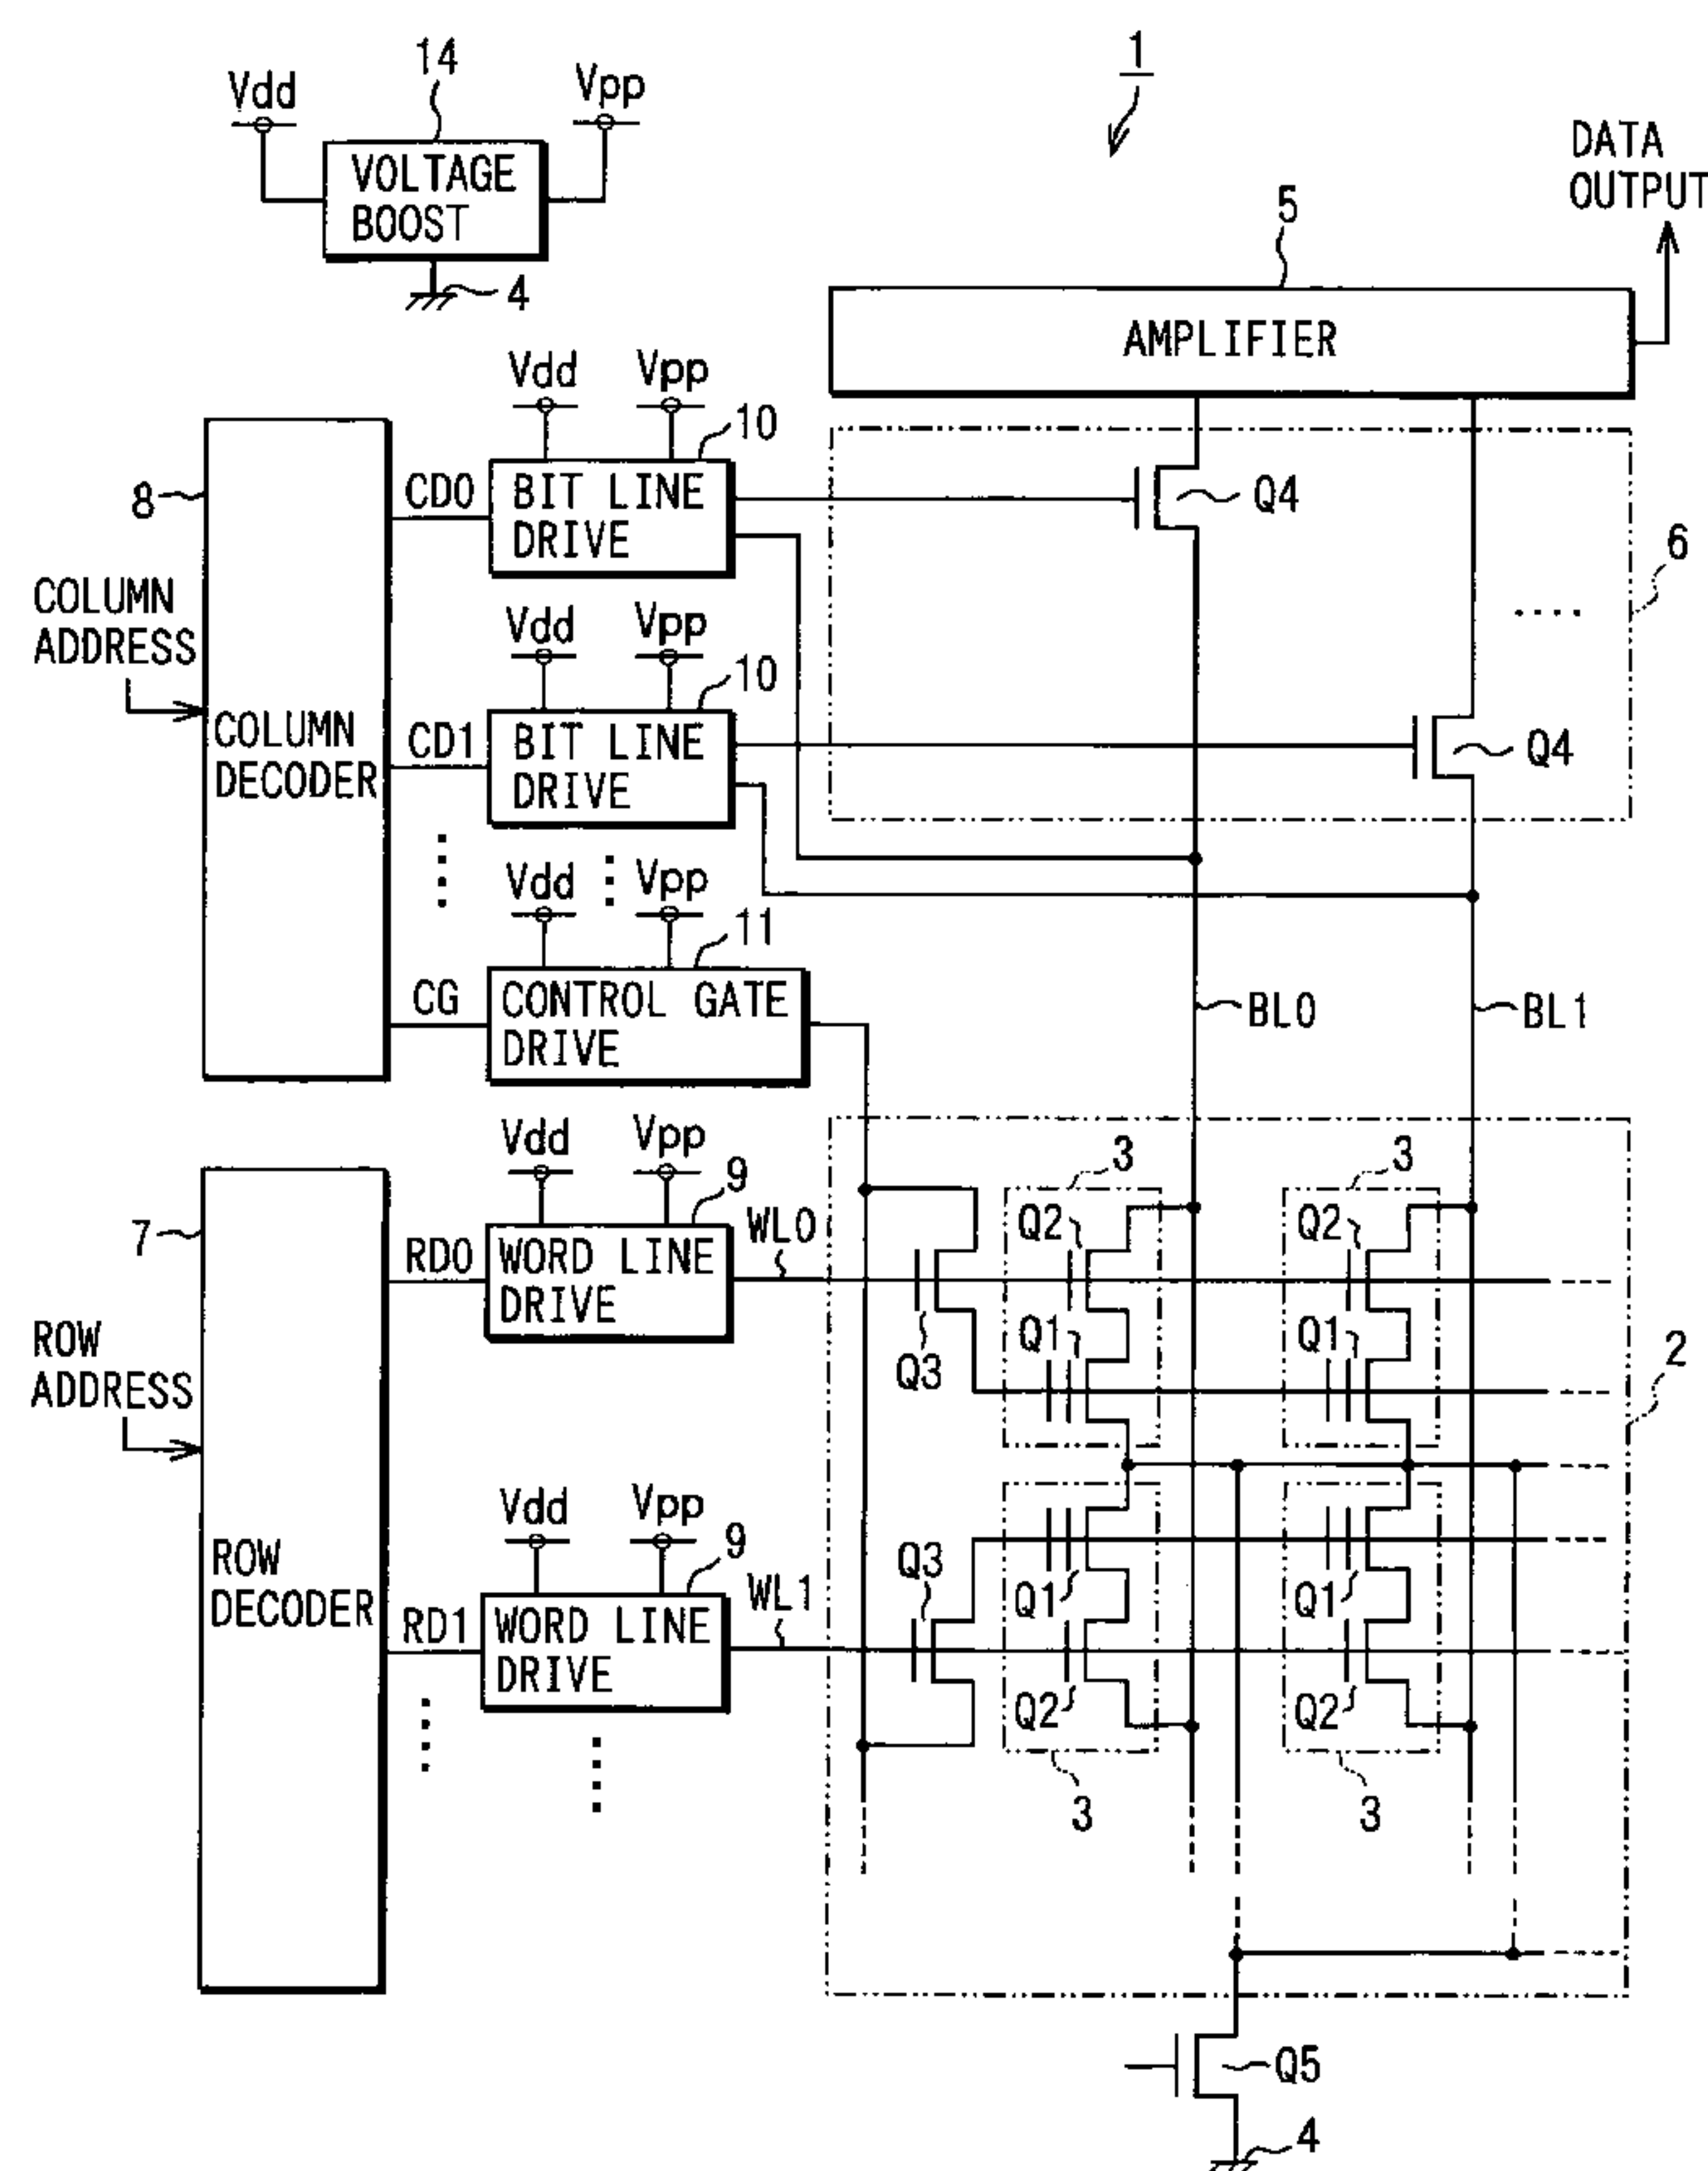 1
14
Vdd
Vpp
VOLTAGE
BOOST
4
DATA
OUTPUT
5
AMPLIFIER
Vdd
Vpp
10
8
CD0
BIT LINE
DRIVE
Q4
6
COLUMN
ADDRESS
Vdd
Vpp
10
COLUMN
DECODER
CD1
BIT LINE
DRIVE
Q4
Vdd
Vpp
11
CG
CONTROL GATE
DRIVE
BL0
BL1
Vdd
Vpp
9
7
RD0
WORD LINE
DRIVE
WL0
3
3
Q2
Q2
Q3
Q1
Q1
2
ROW
ADDRESS
Vdd
Vpp
9
ROW
DECODER
RD1
WORD LINE
DRIVE
WL1
Q3
Q1
Q1
Q2
Q2
3
3
Q5
4